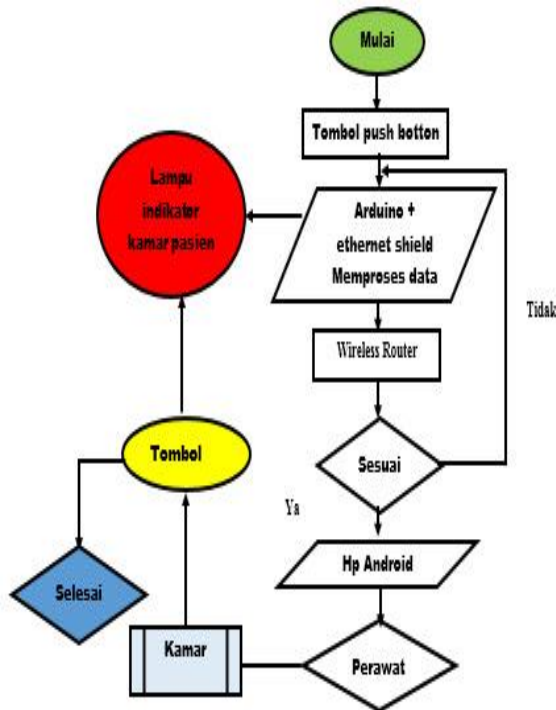 Mulai
Tombol push botton
Lampu
indikator
kamar pasien
Arduino +
ethernet shield
Memproses data
Tidak
Wireless Router
Tombol
Sesuai
Ya
Hp Android
Selesai
Kamar
Perawat